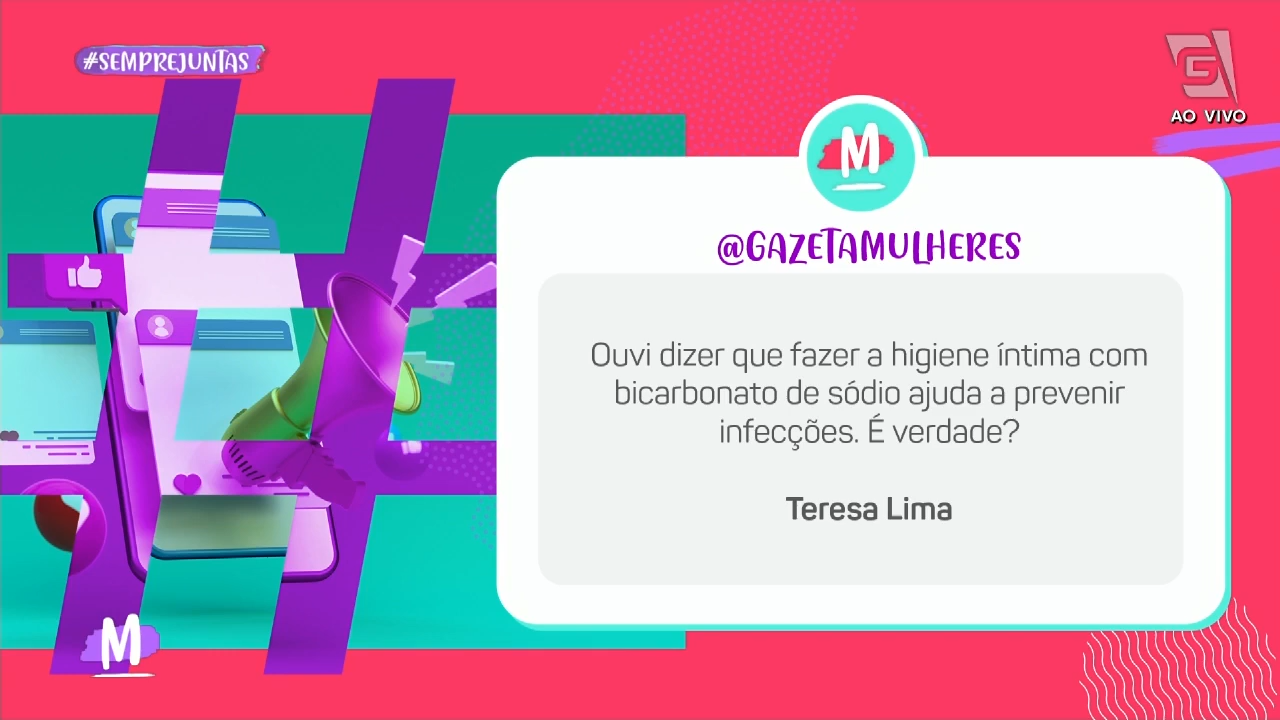 #SEMPREJUNTAS
G
AO VIVO
M
@GAZETAMULHERES
Ouvi dizer que fazer a higiene íntima com
bicarbonato de sódio ajuda a prevenir
infecções. É verdade?
Teresa Lima
M